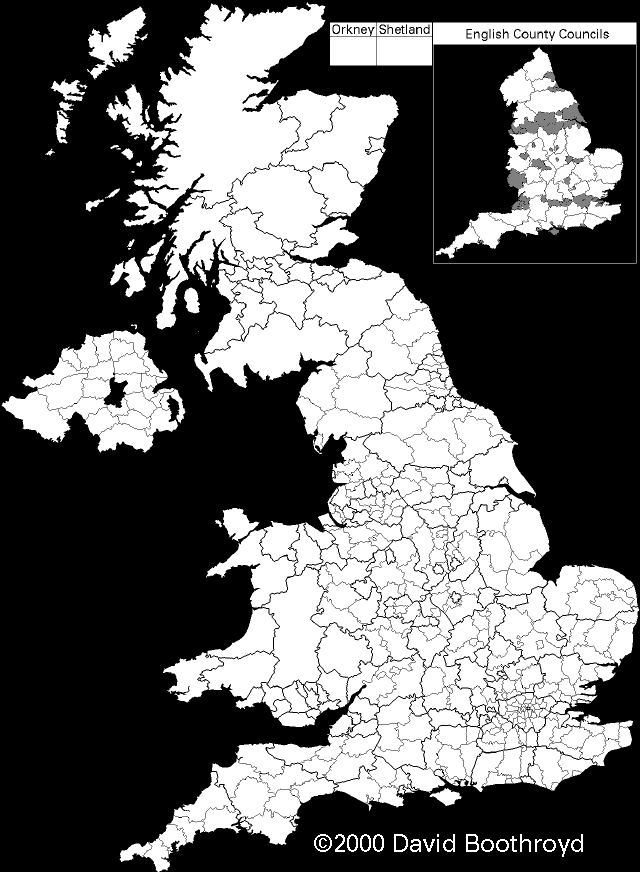 Orkney Shetland
English County Councils
©2000 David Boothroyd